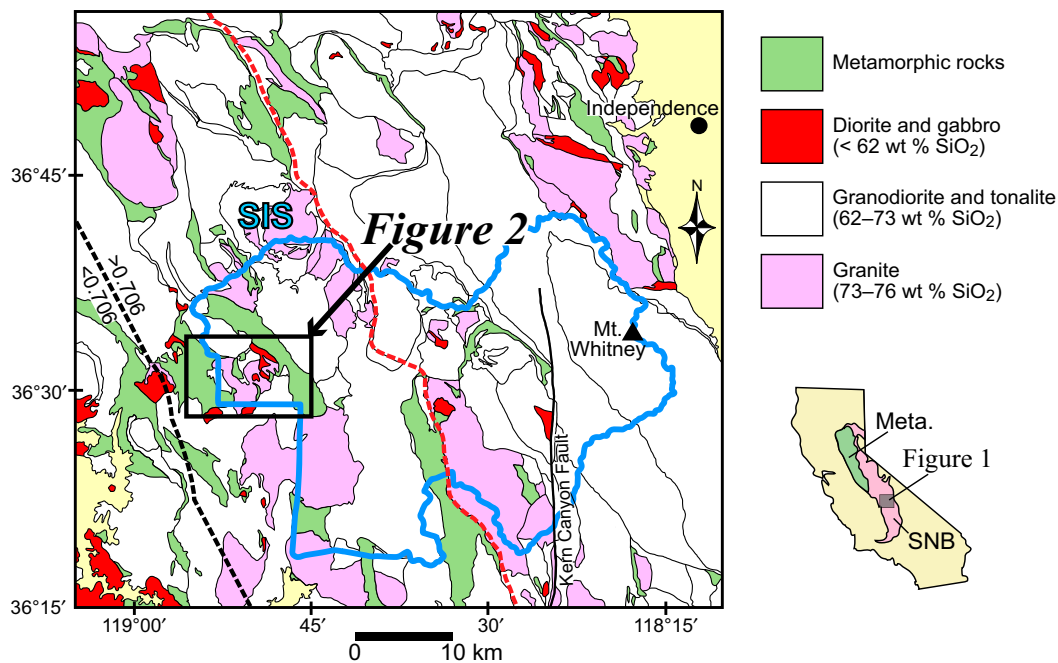 Independence
N
36°45′
SIS
Figure 2
>0.706
<0.706
Mt.
Whitney
36°30′
Kern Canyon Fault
36°15′
119°00′
45′
30′
118°15′
0
10 km
Metamorphic rocks
Diorite and gabbro
(< 62 wt % SiO₂)
Granodiorite and tonalite
(62–73 wt % SiO₂)
Granite
(73–76 wt % SiO₂)
Meta.
Figure 1
SNB